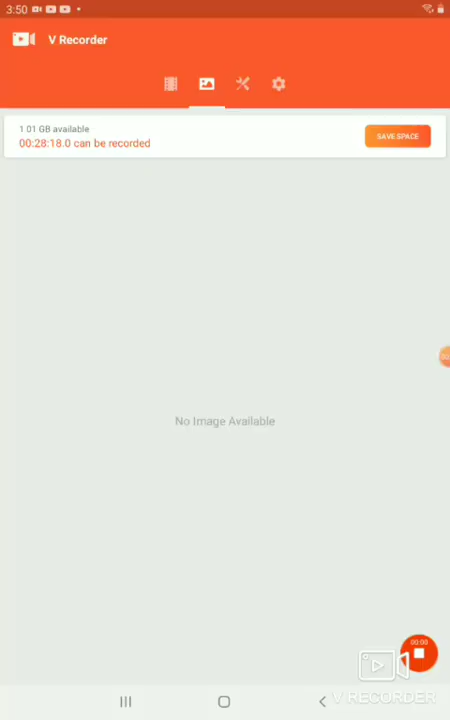 3:50
V Recorder
1.01 GB available
00:28:18.0 can be recorded
SAVE SPACE
No Image Available
00:00
V RECORDER